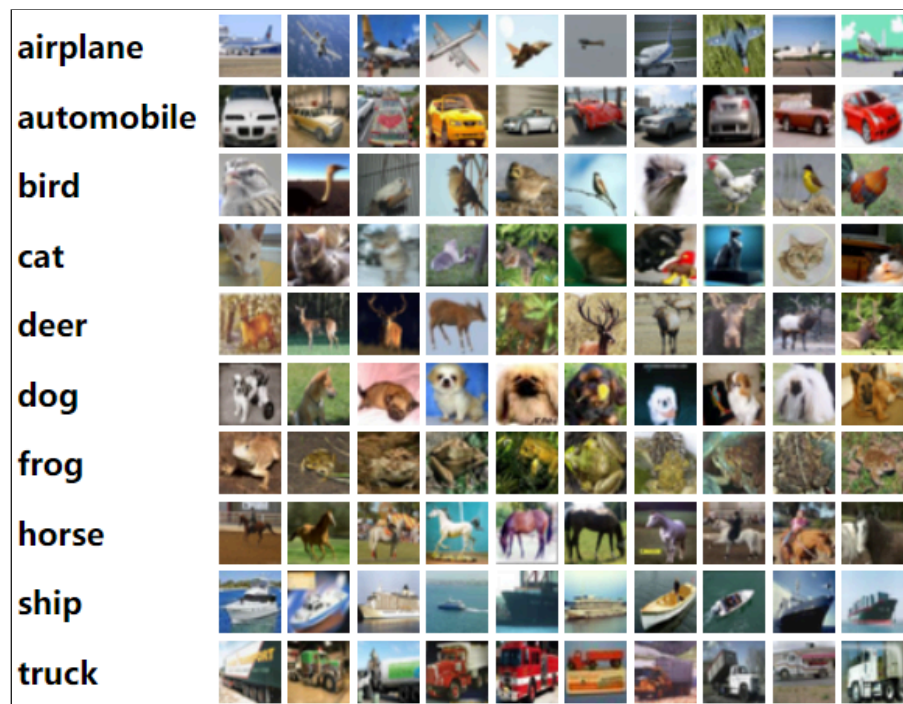 airplane
automobile
bird
cat
deer
dog
frog
horse
ship
truck